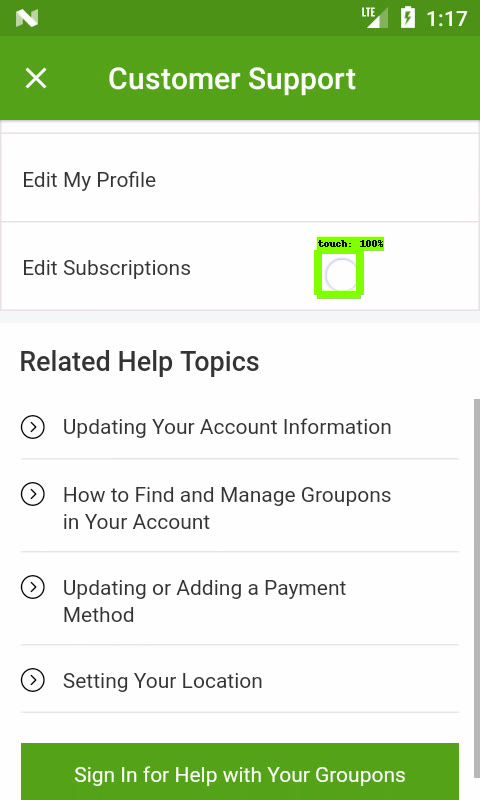 LTE 1:17
Customer Support
Edit My Profile
touch: 100%
Edit Subscriptions
Related Help Topics
Updating Your Account Information
How to Find and Manage Groupons
in Your Account
Updating or Adding a Payment
Method
Setting Your Location
Sign In for Help with Your Groupons